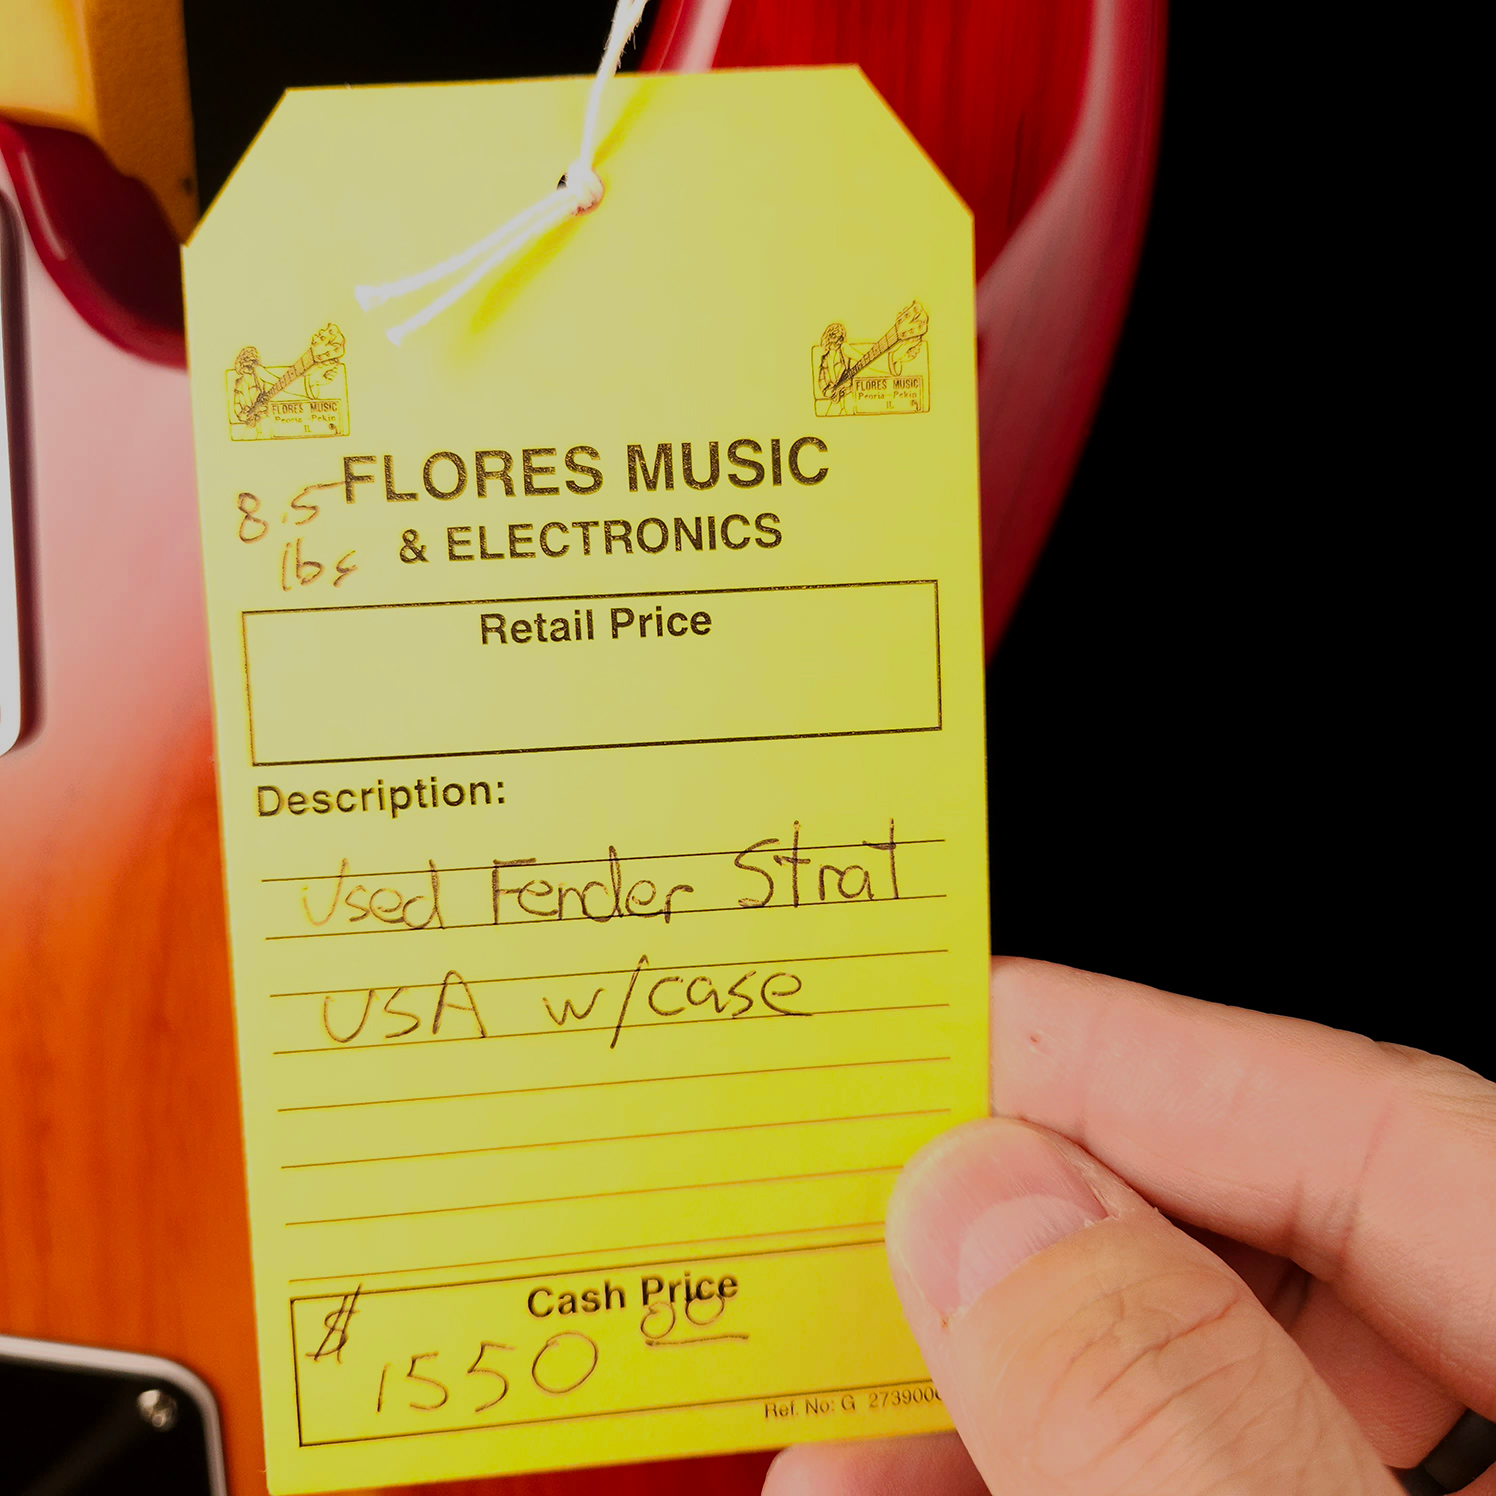 FLORES MUSIC
Peoria Pekin
IL
FLORES MUSIC
Peoria Pekin
IL
FLORES MUSIC
& ELECTRONICS
8.5
lbs
Retail Price
Description:
Used Fender Strat
USA w/case
Cash Price
$ 1550 00
Ref. No: G 273900